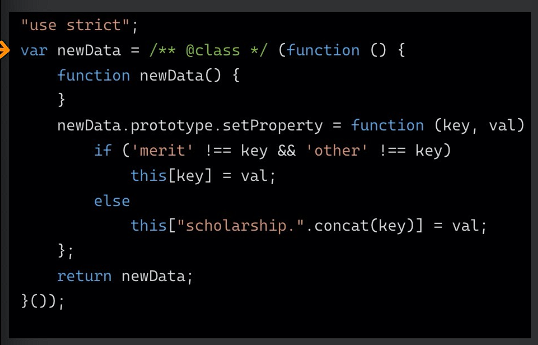 "use strict";
var newData = /** @class */ (function () {
function newData() {
}
newData.prototype.setProperty = function (key, val)
if ('merit' !== key && 'other' !== key)
this[key] = val;
else
this["scholarship.".concat(key)] = val;
};
return newData;
}());